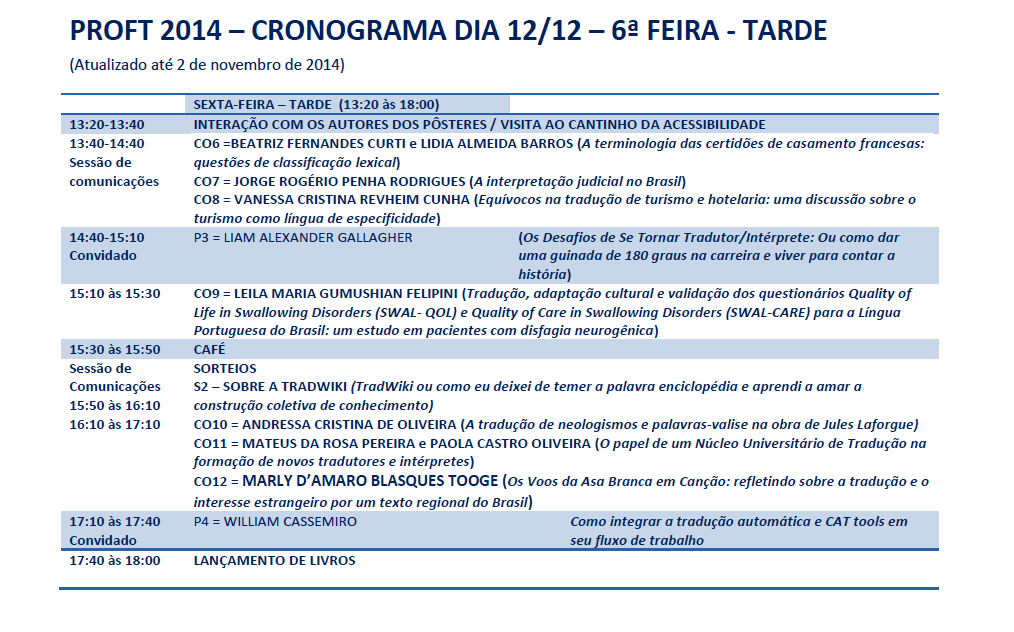 PROFT 2014 – CRONOGRAMA DIA 12/12 – 6ª FEIRA - TARDE
(Atualizado até 2 de novembro de 2014)
SEXTA-FEIRA – TARDE (13:20 às 18:00)
13:20-13:40 INTERAÇÃO COM OS AUTORES DOS PÔSTERES / VISITA AO CANTINHO DA ACESSIBILIDADE
13:40-14:40 CO6 =BEATRIZ FERNANDES CURTI e LIDIA ALMEIDA BARROS (A terminologia das certidões de casamento francesas:
Sessão de questões de classificação lexical)
comunicações CO7 = JORGE ROGÉRIO PENHA RODRIGUES (A interpretação judicial no Brasil)
CO8 = VANESSA CRISTINA REVHEIM CUNHA (Equívocos na tradução de turismo e hotelaria: uma discussão sobre o
turismo como língua de especificidade)
14:40-15:10 P3 = LIAM ALEXANDER GALLAGHER (Os Desafios de Se Tornar Tradutor/Intérprete: Ou como dar
Convidado uma guinada de 180 graus na carreira e viver para contar a
história)
15:10 às 15:30 CO9 = LEILA MARIA GUMUSHIAN FELIPINI (Tradução, adaptação cultural e validação dos questionários Quality of
Life in Swallowing Disorders (SWAL- QOL) e Quality of Care in Swallowing Disorders (SWAL-CARE) para a Língua
Portuguesa do Brasil: um estudo em pacientes com disfagia neurogênica)
15:30 às 15:50 CAFÉ
Sessão de SORTEIOS
Comunicações S2 – SOBRE A TRADWIKI (TradWiki ou como eu deixei de temer a palavra enciclopédia e aprendi a amar a
15:50 às 16:10 construção coletiva de conhecimento)
16:10 às 17:10 CO10 = ANDRESSA CRISTINA DE OLIVEIRA (A tradução de neologismos e palavras-valise na obra de Jules Laforgue)
CO11 = MATEUS DA ROSA PEREIRA e PAOLA CASTRO OLIVEIRA (O papel de um Núcleo Universitário de Tradução na
formação de novos tradutores e intérpretes)
CO12 = MARLY D’AMARO BLASQUES TOOGE (Os Voos da Asa Branca em Canção: refletindo sobre a tradução e o
interesse estrangeiro por um texto regional do Brasil)
17:10 às 17:40 P4 = WILLIAM CASSEMIRO Como integrar a tradução automática e CAT tools em
Convidado seu fluxo de trabalho
17:40 às 18:00 LANÇAMENTO DE LIVROS